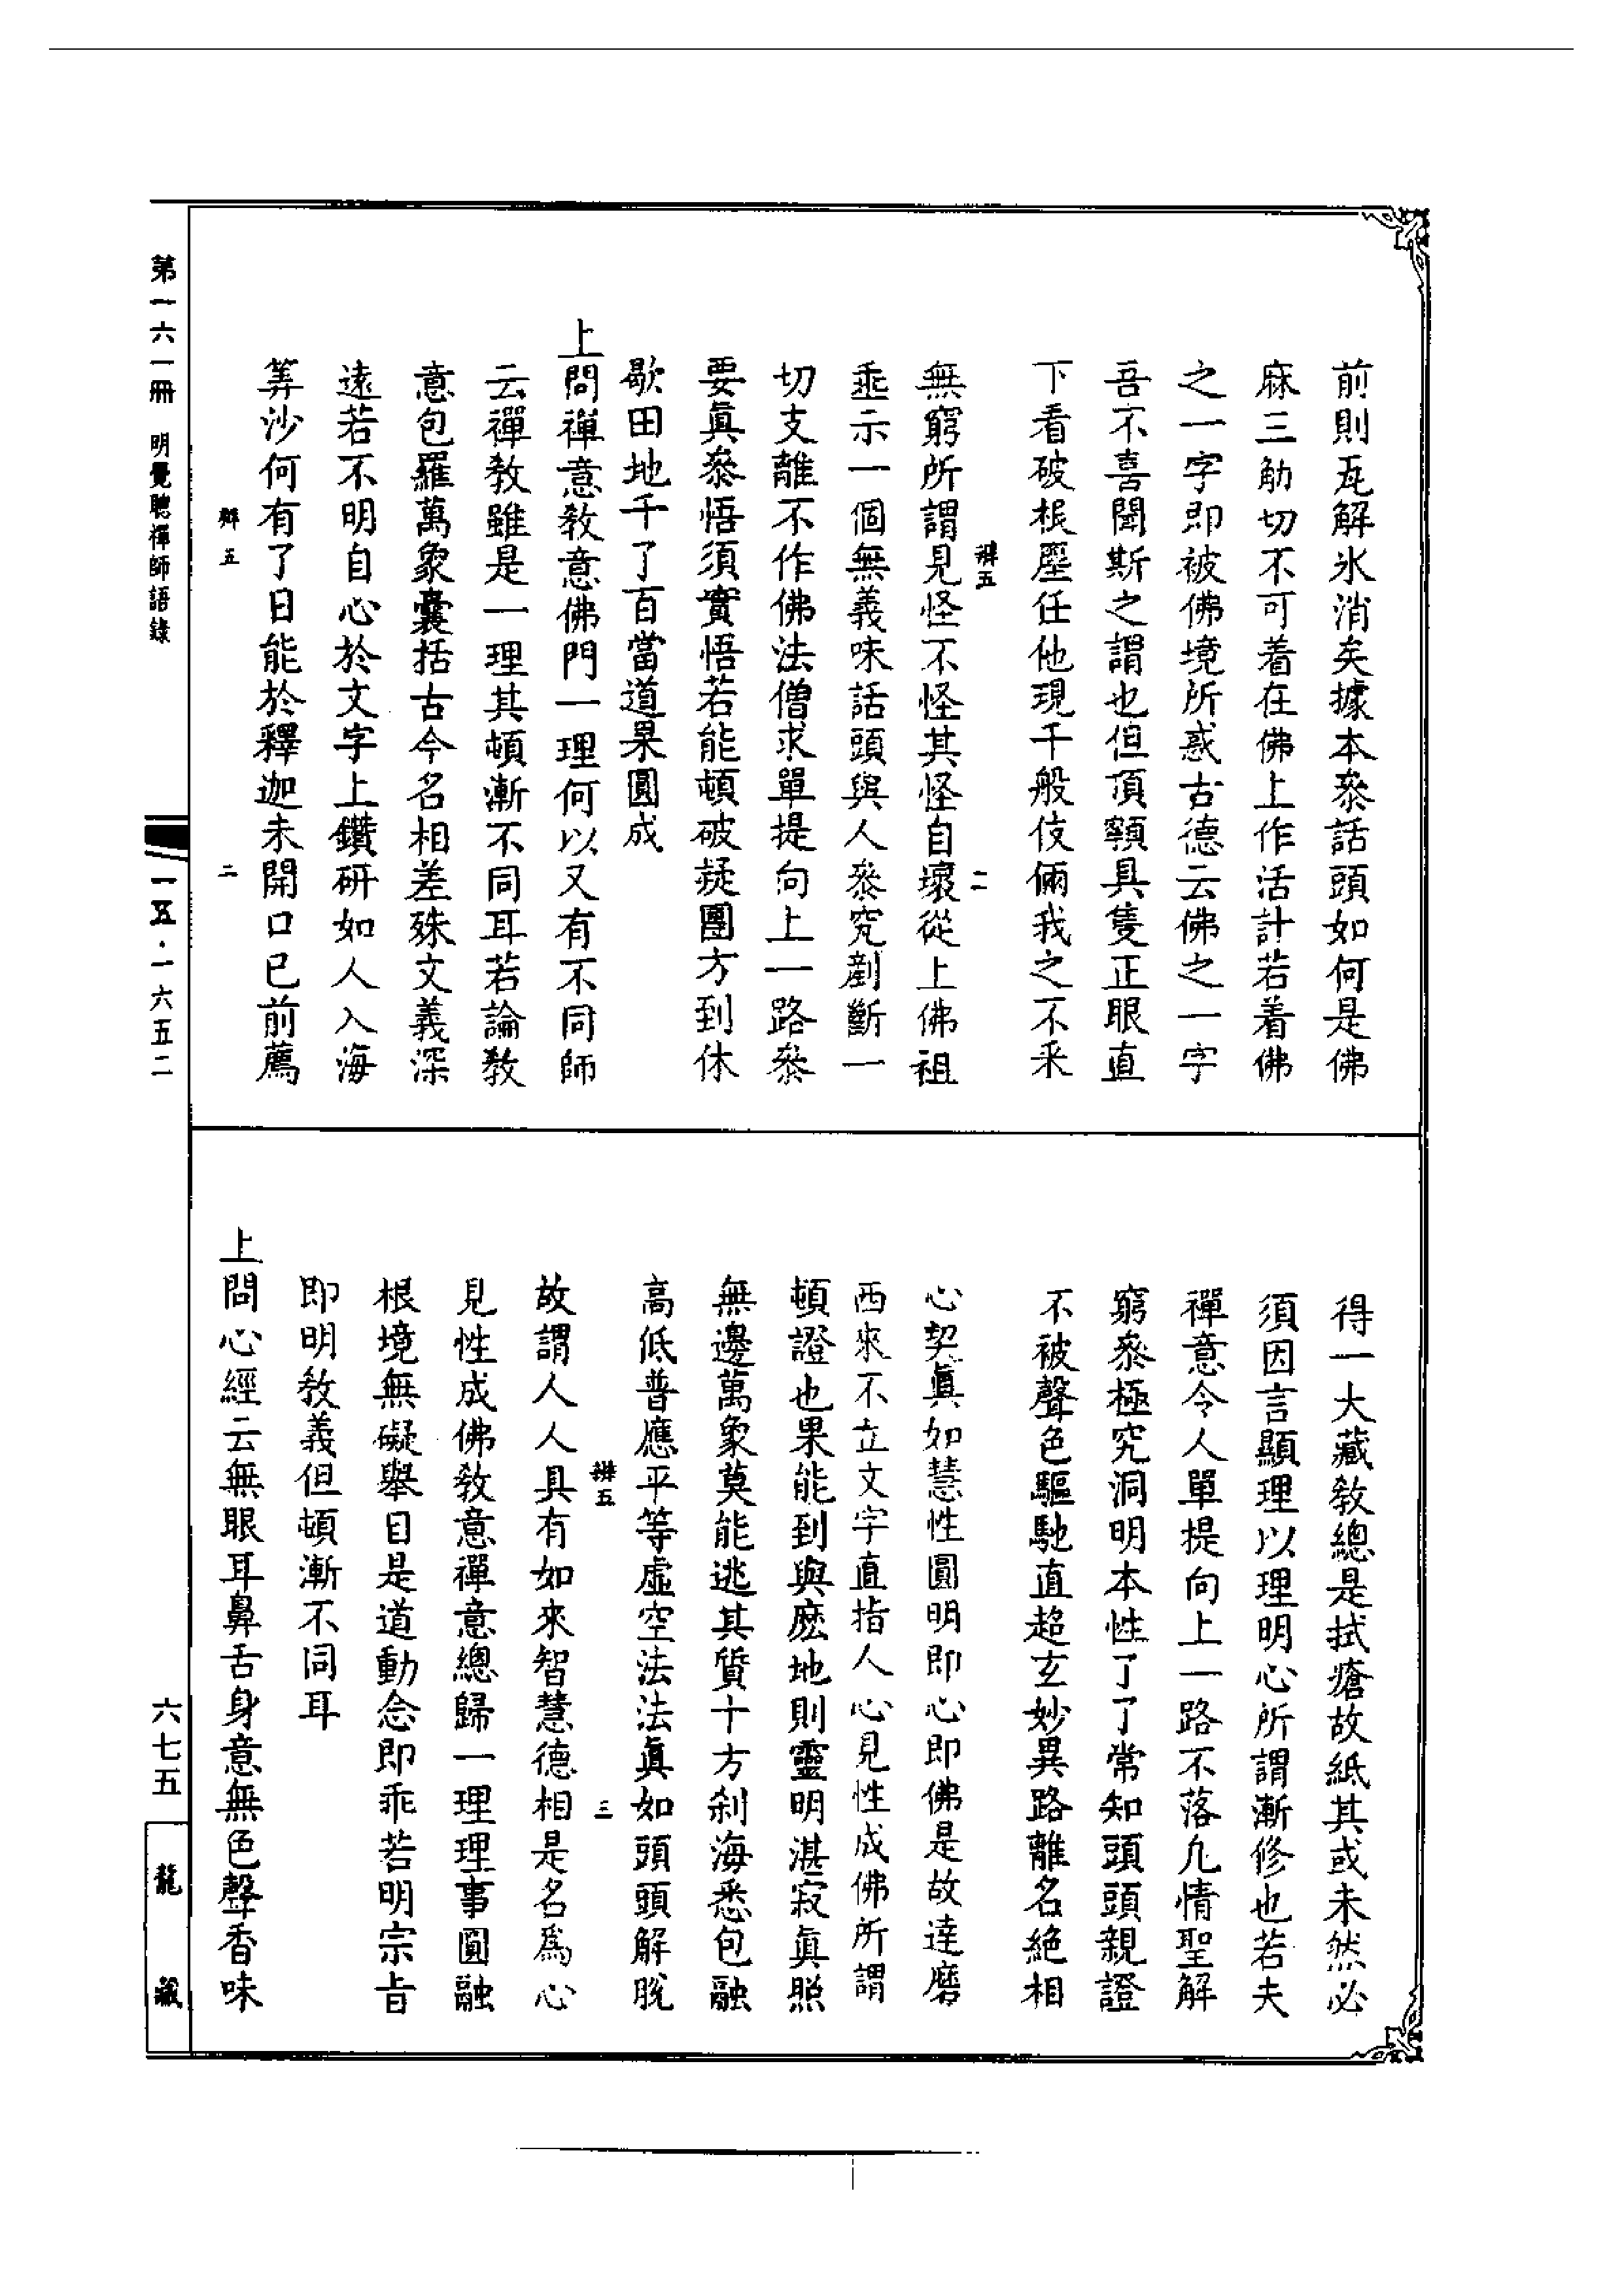 前則瓦解氷消矣據本叅話頭如何是佛
麻三觔切不可着在佛上作活計若着佛
之一字即被佛境所惑古德云佛之一字
吾不喜聞斯之謂也但頂𩕳具隻正眼直
下看破根塵任他現千般伎倆我之不釆
辨五 二
無窮所謂見怪不怪其怪自壞從上佛祖
垂示一個無義味話頭與人叅究剷斷一
切支離不作佛法僧求單提向上一路叅
要眞叅悟須實悟若能頓破疑團方到休
歇田地千了百當道果圓成
上問禪意教意佛門一理何以又有不同師
云禪教雖是一理其頓漸不同耳若論教
意包羅萬象囊括古今名相差殊文義深
遠若不明自心於文字上鑽研如人入海
筭沙何有了日能於釋迦未開口已前薦
辨五 二
得一大藏教總是拭瘡故紙其或未然必
須因言顯理以理明心所謂漸修也若夫
禪意令人單提向上一路不落凢情聖解
窮叅極究洞明本性了了常知頭頭親證
不被聲色驅馳直超玄妙異路離名絕相
心契眞如慧性圓明即心即佛是故達磨
西來不立文字直指人心見性成佛所謂
頓證也果能到與麼地則靈明湛寂眞照
無邊萬象莫能逃其質十方刹海悉包融
高低普應平等虛空法法眞如頭頭解脫
辨五 三
故謂人人具有如來智慧德相是名爲心
見性成佛教意禪意總歸一理理事圓融
根境無礙舉目是道動念即乖若明宗旨
即明教義但頓漸不同耳
上問心經云無眼耳鼻舌身意無色聲香味
第一六一冊 明覺聰禪師語錄
一五·一六五二
六七五
龍藏